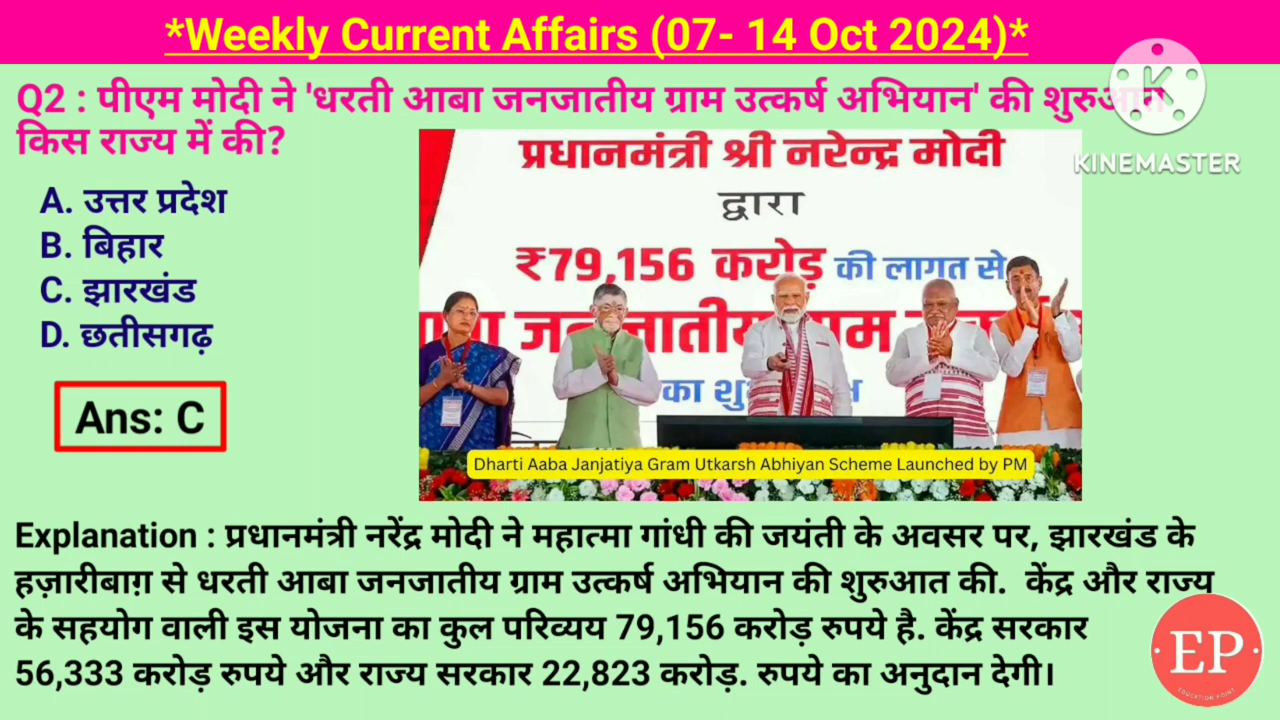 *Weekly Current Affairs (07- 14 Oct 2024)*
Q2 : पीएम मोदी ने 'धरती आबा जनजातीय ग्राम उत्कर्ष अभियान' की
किस राज्य में की?
KINEMASTER
A. उत्तर प्रदेश
B. बिहार
C. झारखंड
D. छतीसगढ़
Ans: C
प्रधानमंत्री श्री नरेन्द्र मोदी
द्वारा
₹79,156 करोड़ की लागत से
का
Dharti Aaba Janjatiya Gram Utkarsh Abhiyan Scheme Launched by PM
Explanation : प्रधानमंत्री नरेंद्र मोदी ने महात्मा गांधी की जयंती के अवसर पर, झारखंड के
हज़ारीबाग़ से धरती आबा जनजातीय ग्राम उत्कर्ष अभियान की शुरुआत की. केंद्र और राज्य
के सहयोग वाली इस योजना का कुल परिव्यय 79,156 करोड़ रुपये है. केंद्र सरकार
56,333 करोड़ रुपये और राज्य सरकार 22,823 करोड़. रुपये का अनुदान देगी।
EP
EDUCATION POINT